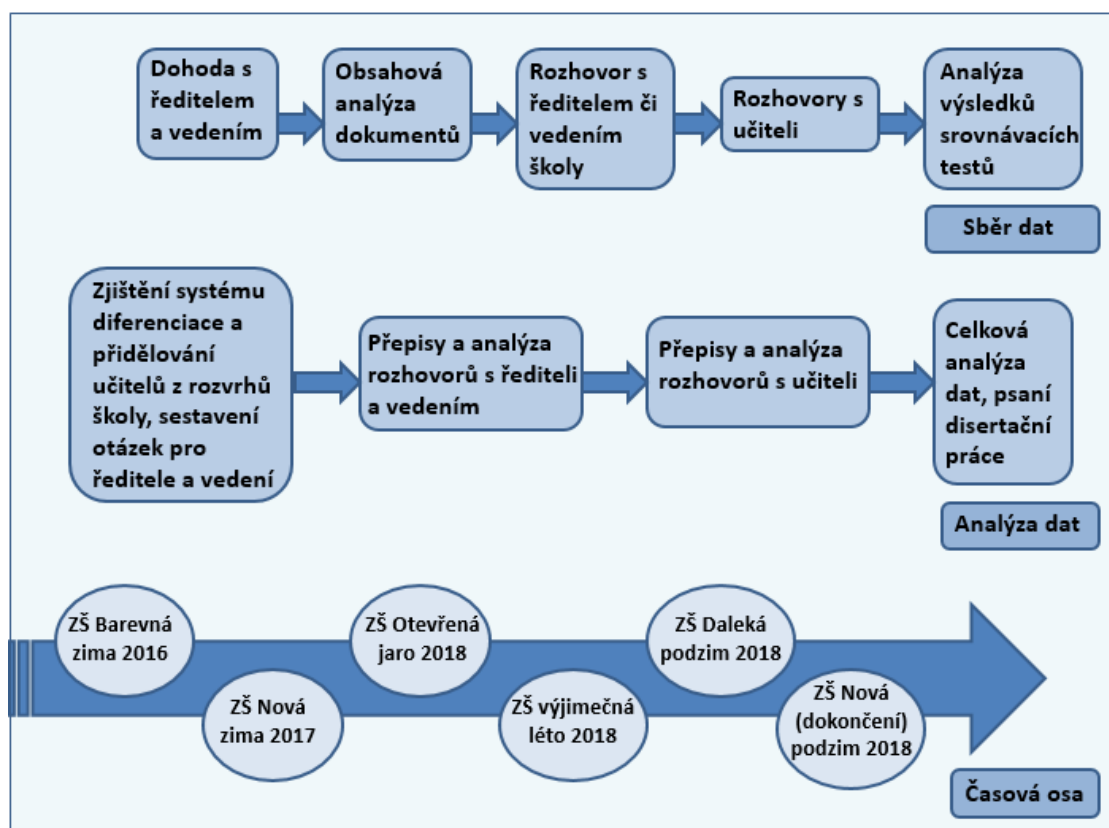 Dohoda s
ředitelem
a vedením
Obsahová
analýza
dokumentů
Rozhovor s
ředitelem či
vedením
školy
Rozhovory s
učiteli
Analýza
výsledků
srovnávacích
testů
Sběr dat
Zjištění systému
diferenciace a
přidělování
učitelů z rozvrhů
školy, sestavení
otázek pro
ředitele a vedení
Přepisy a analýza
rozhovorů s řediteli
a vedením
Přepisy a analýza
rozhovorů s učiteli
Celková
analýza
dat, psaní
disertační
práce
Analýza dat
ZŠ Barevná
zima 2016
ZŠ Nová
zima 2017
ZŠ Otevřená
jaro 2018
ZŠ výjimečná
léto 2018
ZŠ Daleká
podzim 2018
ZŠ Nová
(dokončení)
podzim 2018
Časová osa